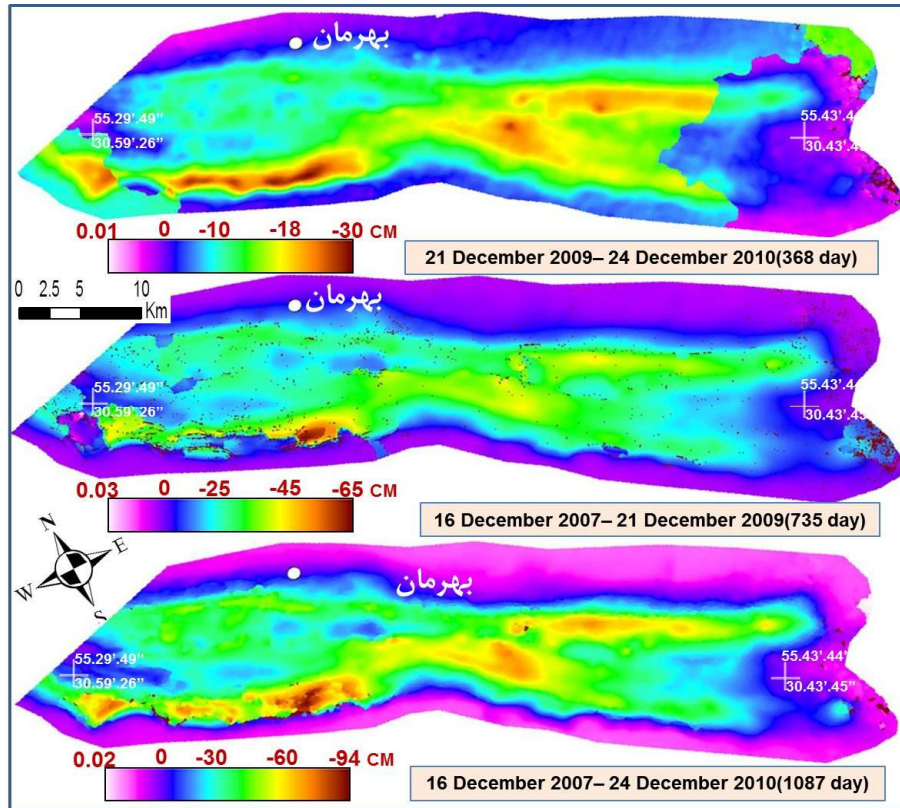 بهرمان
55.29'.49"
30.59'.26"
55.43'.4
30.43'.4
0.01 0 -10 -18 -30 CM
21 December 2009– 24 December 2010(368 day)
0 2.5 5 10
Km
بهرمان
55.29'.49"
30.59'.26"
55.43'.44
30.43'.45
0.03 0 -25 -45 -65 CM
16 December 2007– 21 December 2009(735 day)
N
E
W
S
بهرمان
55.29'.49"
30.59'.26"
55.43'.44"
30.43'.45"
0.02 0 -30 -60 -94 CM
16 December 2007– 24 December 2010(1087 day)